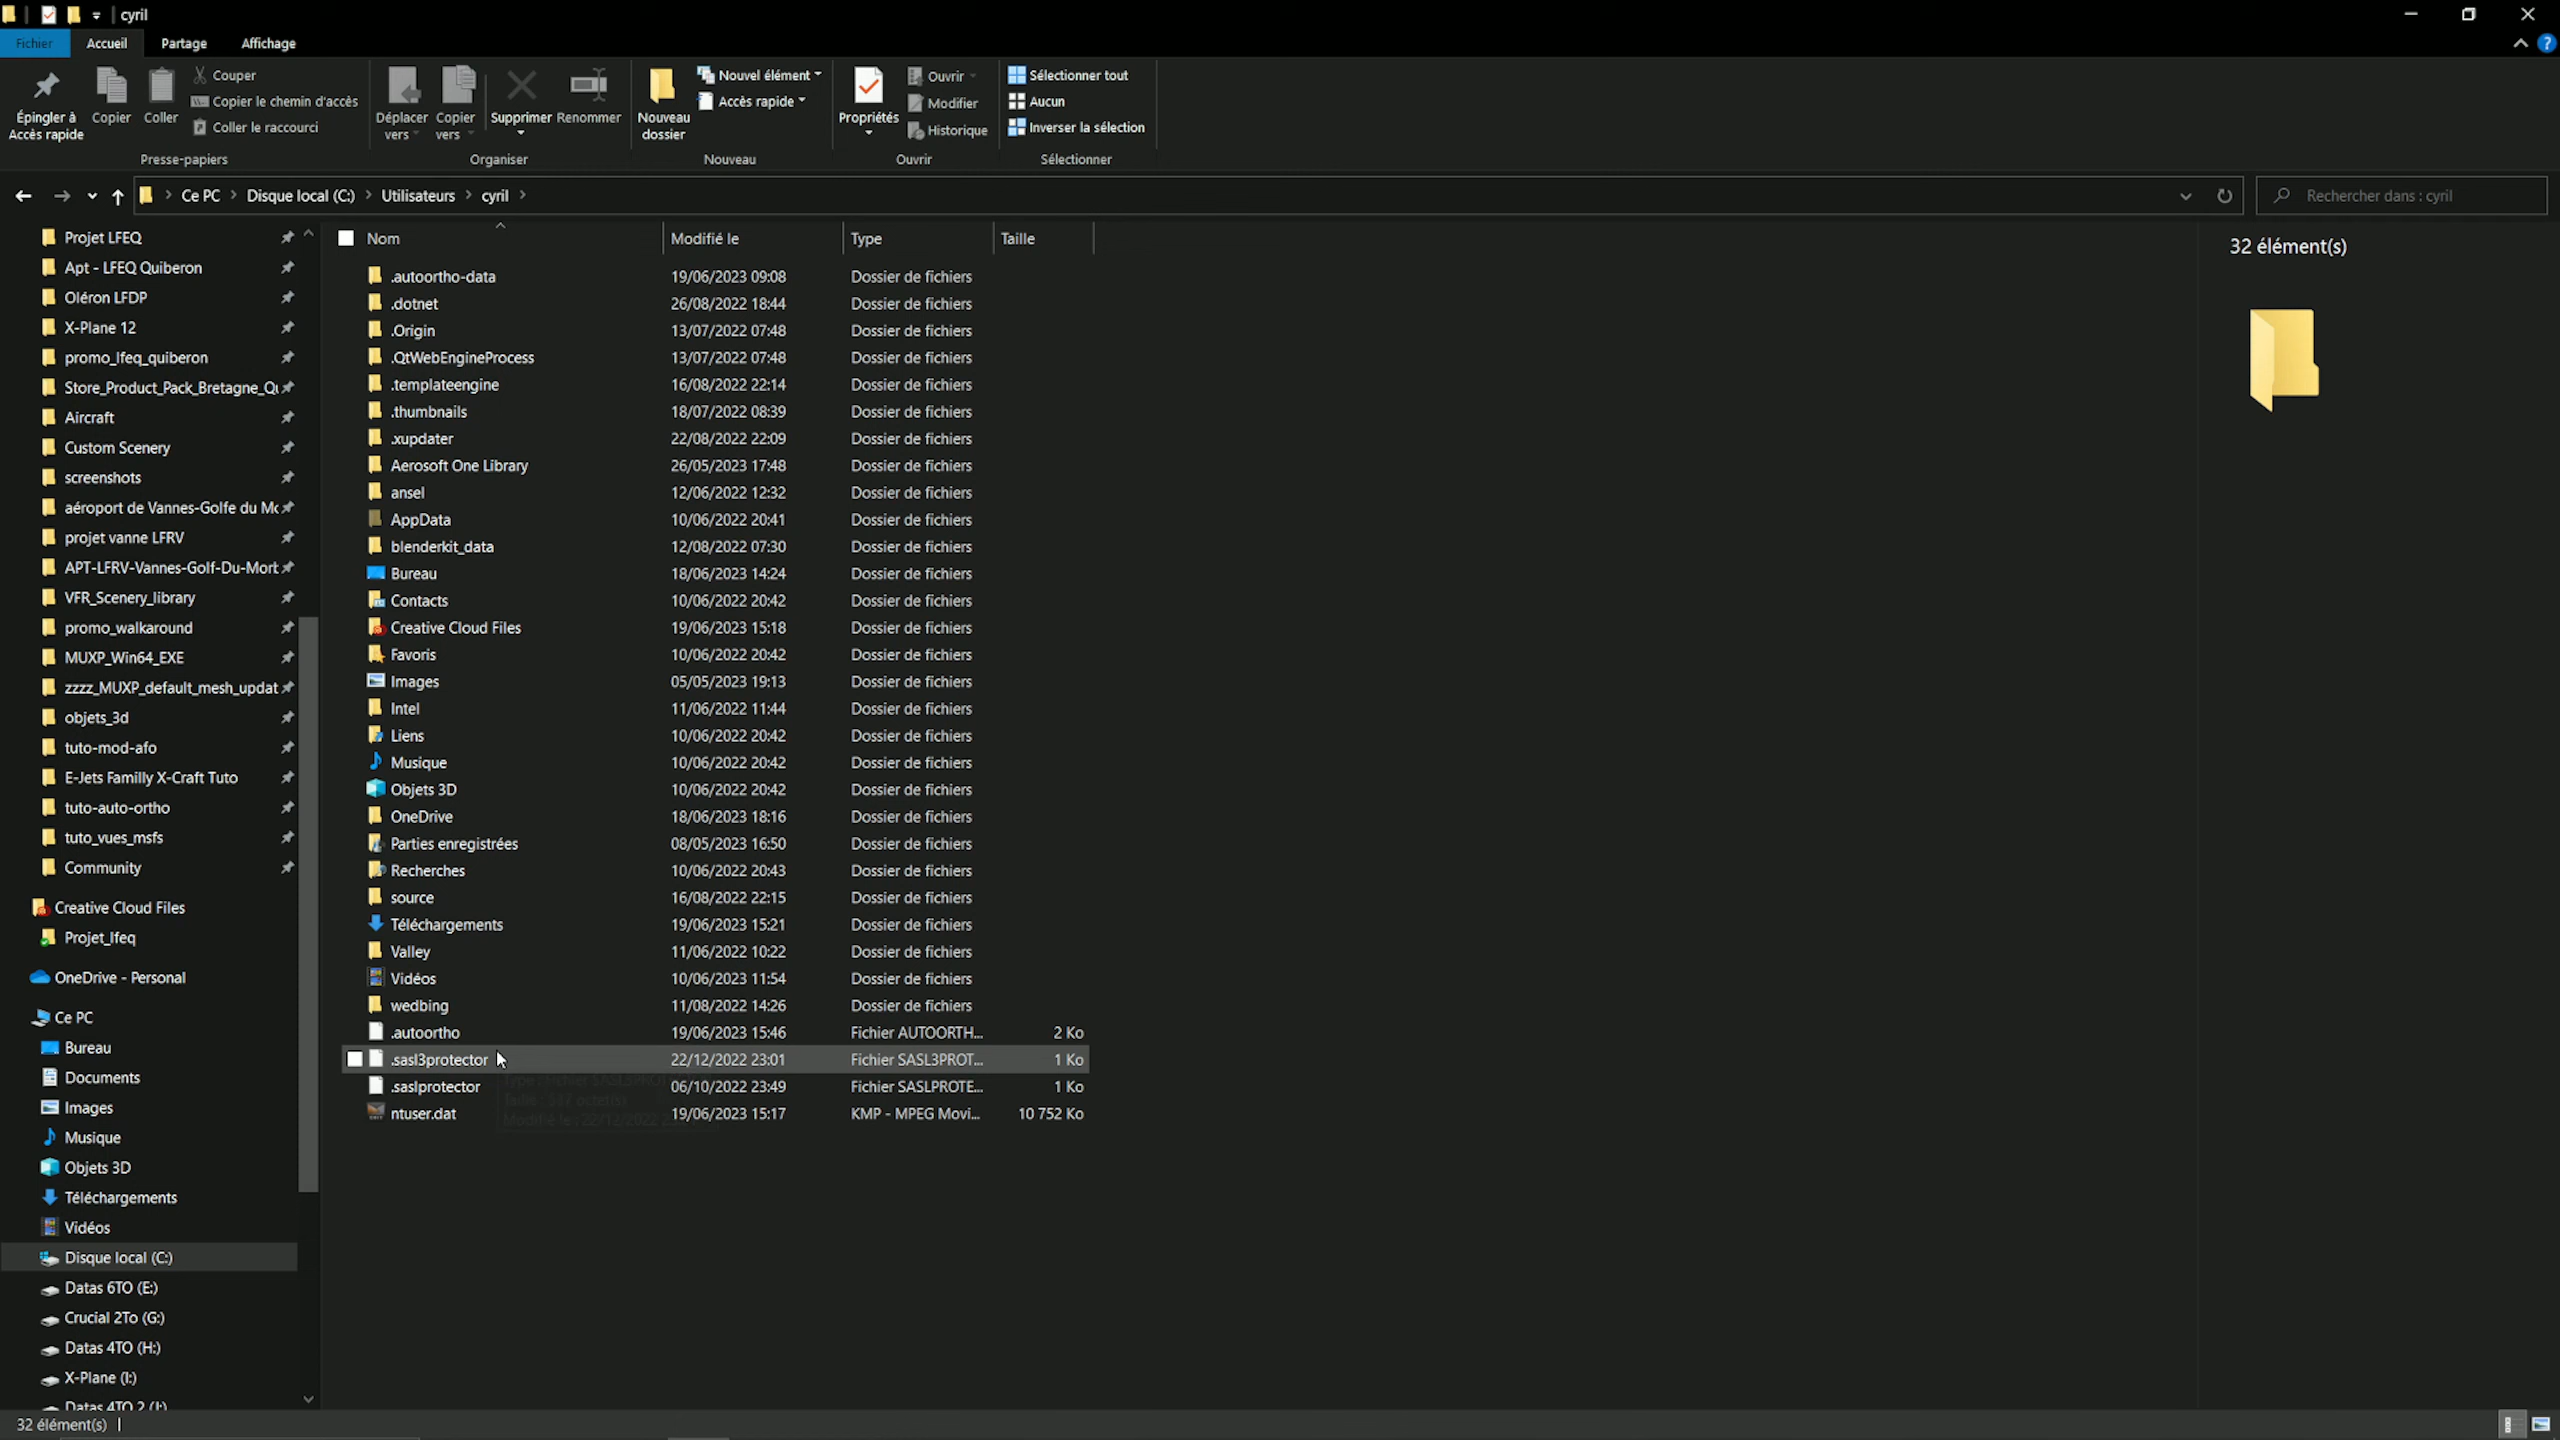 cyril
Fichier
Accueil
Partage
Affichage
Épingler à
Accès rapide
Copier
Coller
Couper
Copier le chemin d'accès
Coller le raccourci
Presse-papiers
Déplacer
vers
Copier
vers
Supprimer
Renommer
Organiser
Nouveau
dossier
Nouvel élément
Accès rapide
Nouveau
Propriétés
Ouvrir
Modifier
Historique
Ouvrir
Sélectionner tout
Aucun
Inverser la sélection
Sélectionner
Ce PC > Disque local (C:) > Utilisateurs > cyril >
Rechercher dans : cyril
Projet LFEQ
Apt - LFEQ Quiberon
Oléron LFDP
X-Plane 12
promo_lfeq_quiberon
Store_Product_Pack_Bretagne_Qu
Aircraft
Custom Scenery
screenshots
aéroport de Vannes-Golfe du Mo
projet vanne LFRV
APT-LFRV-Vannes-Golf-Du-Morb
VFR_Scenery_library
promo_walkaround
MUXP_Win64_EXE
zzzz_MUXP_default_mesh_updat
objets_3d
tuto-mod-afo
E-Jets Familly X-Craft Tuto
tuto-auto-ortho
tuto_vues_msfs
Community
Creative Cloud Files
Projet_lfeq
OneDrive - Personal
Ce PC
Bureau
Documents
Images
Musique
Objets 3D
Téléchargements
Vidéos
Disque local (C:)
Datas 6TO (E:)
Crucial 2To (G:)
Datas 4TO (H:)
X-Plane (I:)
Datas 4TO 2 (J:)
Nom Modifié le Type Taille
.autoortho-data 19/06/2023 09:08 Dossier de fichiers
.dotnet 26/08/2022 18:44 Dossier de fichiers
.Origin 13/07/2022 07:48 Dossier de fichiers
.QtWebEngineProcess 13/07/2022 07:48 Dossier de fichiers
.templateengine 16/08/2022 22:14 Dossier de fichiers
.thumbnails 18/07/2022 08:39 Dossier de fichiers
.xupdater 22/08/2022 22:09 Dossier de fichiers
Aerosoft One Library 26/05/2023 17:48 Dossier de fichiers
ansel 12/06/2022 12:32 Dossier de fichiers
AppData 10/06/2022 20:41 Dossier de fichiers
blenderkit_data 12/08/2022 07:30 Dossier de fichiers
Bureau 18/06/2023 14:24 Dossier de fichiers
Contacts 10/06/2022 20:42 Dossier de fichiers
Creative Cloud Files 19/06/2023 15:18 Dossier de fichiers
Favoris 10/06/2022 20:42 Dossier de fichiers
Images 05/05/2023 19:13 Dossier de fichiers
Intel 11/06/2022 11:44 Dossier de fichiers
Liens 10/06/2022 20:42 Dossier de fichiers
Musique 10/06/2022 20:42 Dossier de fichiers
Objets 3D 10/06/2022 20:42 Dossier de fichiers
OneDrive 18/06/2023 18:16 Dossier de fichiers
Parties enregistrées 08/05/2023 16:50 Dossier de fichiers
Recherches 10/06/2022 20:43 Dossier de fichiers
source 16/08/2022 22:15 Dossier de fichiers
Téléchargements 19/06/2023 15:21 Dossier de fichiers
Valley 11/06/2022 10:22 Dossier de fichiers
Vidéos 10/06/2023 11:54 Dossier de fichiers
wedbing 11/08/2022 14:26 Dossier de fichiers
.autoortho 19/06/2023 15:46 Fichier AUTOORTH... 2 Ko
.sasl3protector 22/12/2022 23:01 Fichier SASL3PROT... 1 Ko
.saslprotector 06/10/2022 23:49 Fichier SASLPROTE... 1 Ko
ntuser.dat 19/06/2023 15:17 KMP - MPEG Movi... 10 752 Ko
32 élément(s)
32 élément(s)